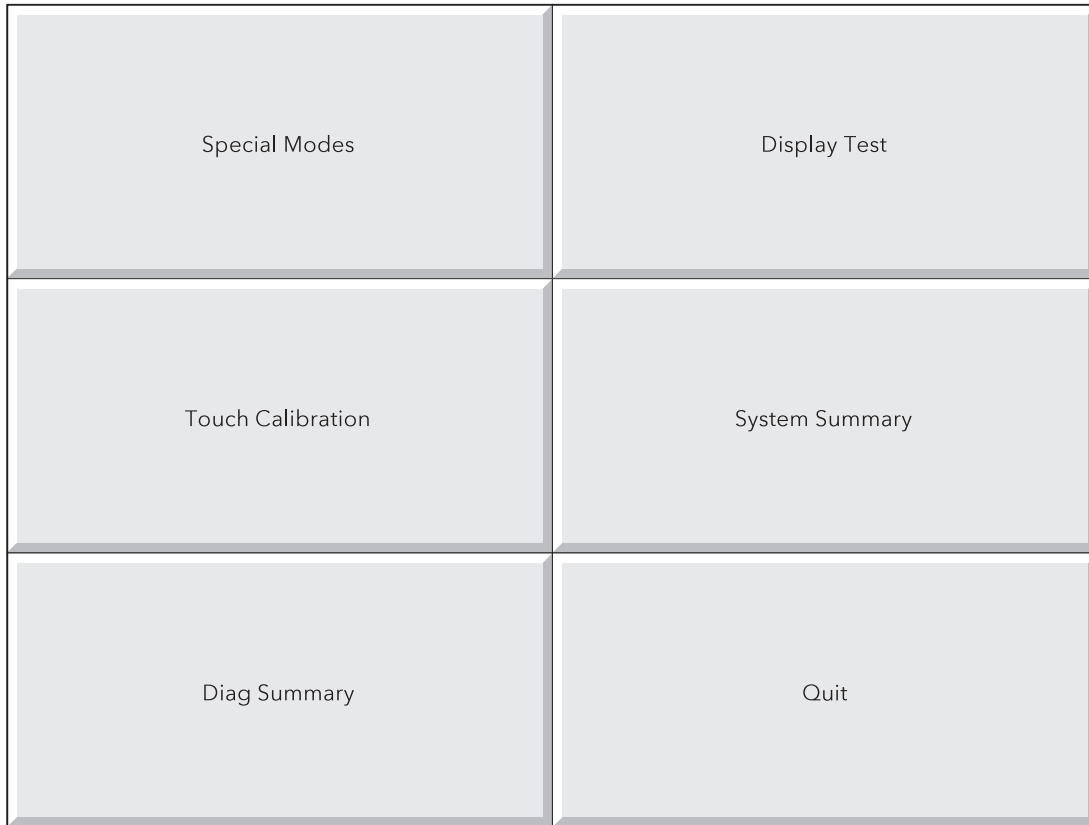 Special Modes
Display Test
Touch Calibration
System Summary
Diag Summary
Quit